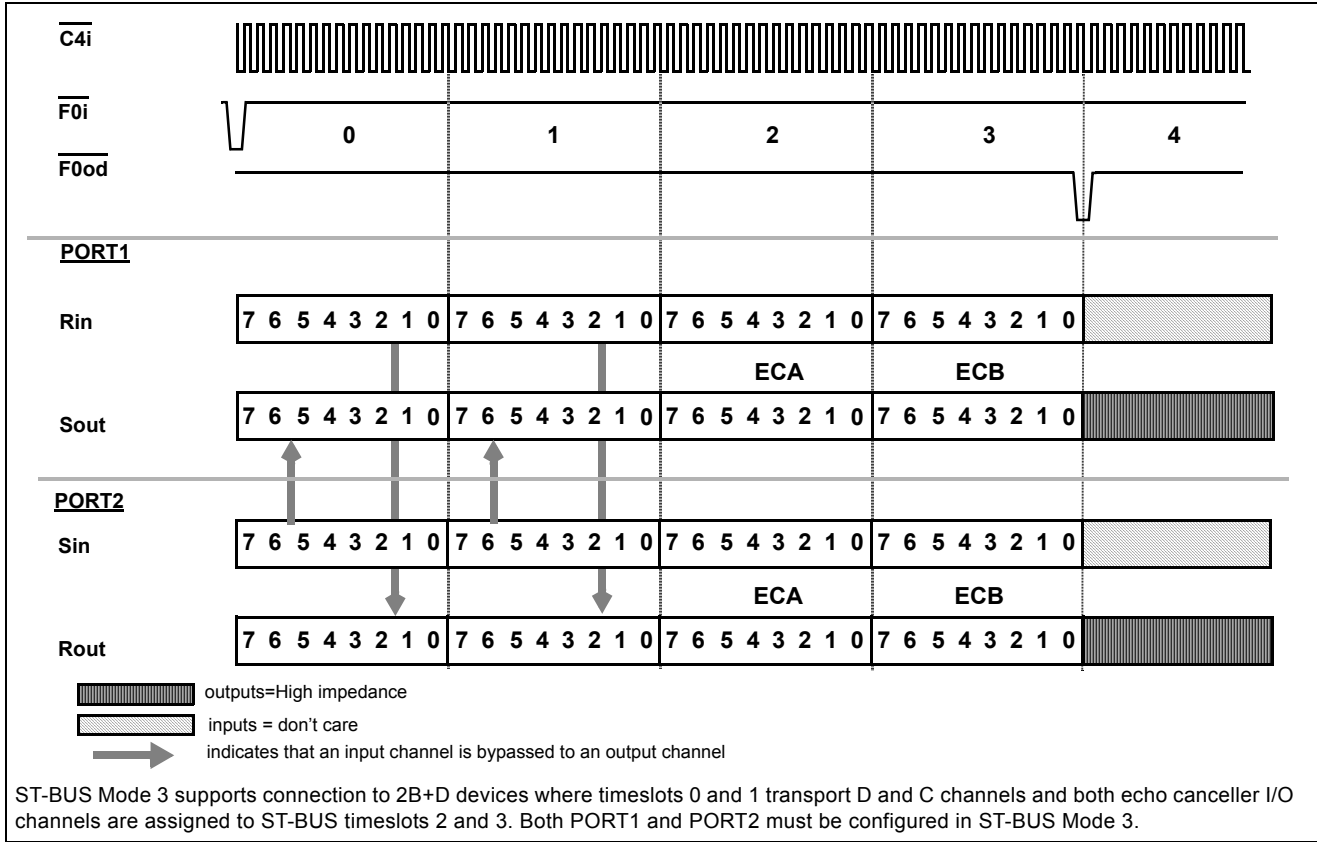 C4i
F0i
0 1 2 3 4
F0od
PORT1
Rin 7 6 5 4 3 2 1 0 7 6 5 4 3 2 1 0 7 6 5 4 3 2 1 0 7 6 5 4 3 2 1 0
ECA ECB
Sout 7 6 5 4 3 2 1 0 7 6 5 4 3 2 1 0 7 6 5 4 3 2 1 0 7 6 5 4 3 2 1 0
PORT2
Sin 7 6 5 4 3 2 1 0 7 6 5 4 3 2 1 0 7 6 5 4 3 2 1 0 7 6 5 4 3 2 1 0
ECA ECB
Rout 7 6 5 4 3 2 1 0 7 6 5 4 3 2 1 0 7 6 5 4 3 2 1 0 7 6 5 4 3 2 1 0
outputs=High impedance
inputs = don't care
indicates that an input channel is bypassed to an output channel
ST-BUS Mode 3 supports connection to 2B+D devices where timeslots 0 and 1 transport D and C channels and both echo canceller I/O
channels are assigned to ST-BUS timeslots 2 and 3. Both PORT1 and PORT2 must be configured in ST-BUS Mode 3.